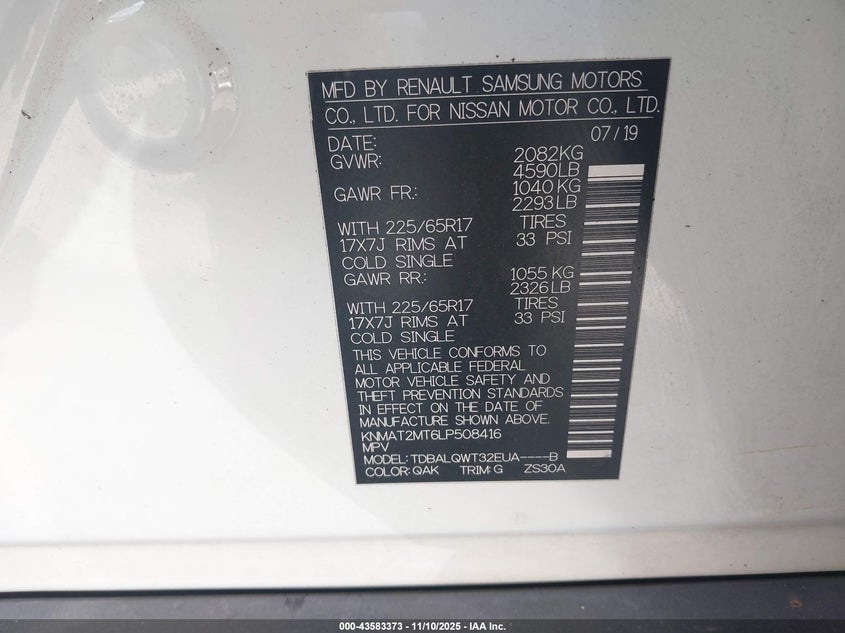 MFD BY RENAULT SAMSUNG MOTORS
CO., LTD. FOR NISSAN MOTOR CO., LTD.
DATE: 07/19
GVWR: 2082KG
4590LB
GAWR FR.: 1040 KG
2293LB
WITH 225/65R17 TIRES
17X7J RIMS AT 33 PSI
COLD SINGLE
GAWR RR.: 1055 KG
2326LB
WITH 225/65R17 TIRES
17X7J RIMS AT 33 PSI
COLD SINGLE
THIS VEHICLE CONFORMS TO
ALL APPLICABLE FEDERAL
MOTOR VEHICLE SAFETY AND
THEFT PREVENTION STANDARDS
IN EFFECT ON THE DATE OF
MANUFACTURE SHOWN ABOVE.
KNMAT2MT6LP508416
MPV
MODEL: TDBALQWT32EUA----B
COLOR: QAK TRIM: G ZS30A
000-43583373 - 11/10/2025 - IAA Inc.